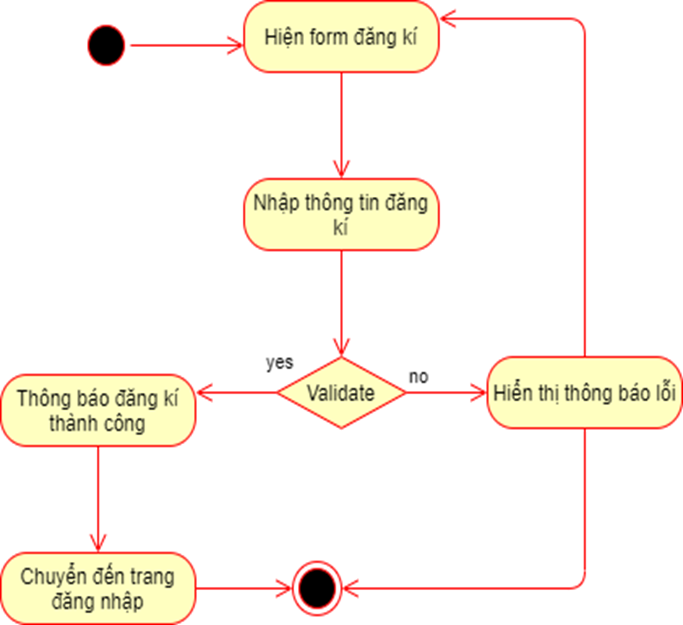 Hiện form đăng kí
Nhập thông tin đăng
kí
yes
Validate
no
Thông báo đăng kí
thành công
Hiển thị thông báo lỗi
Chuyển đến trang
đăng nhập